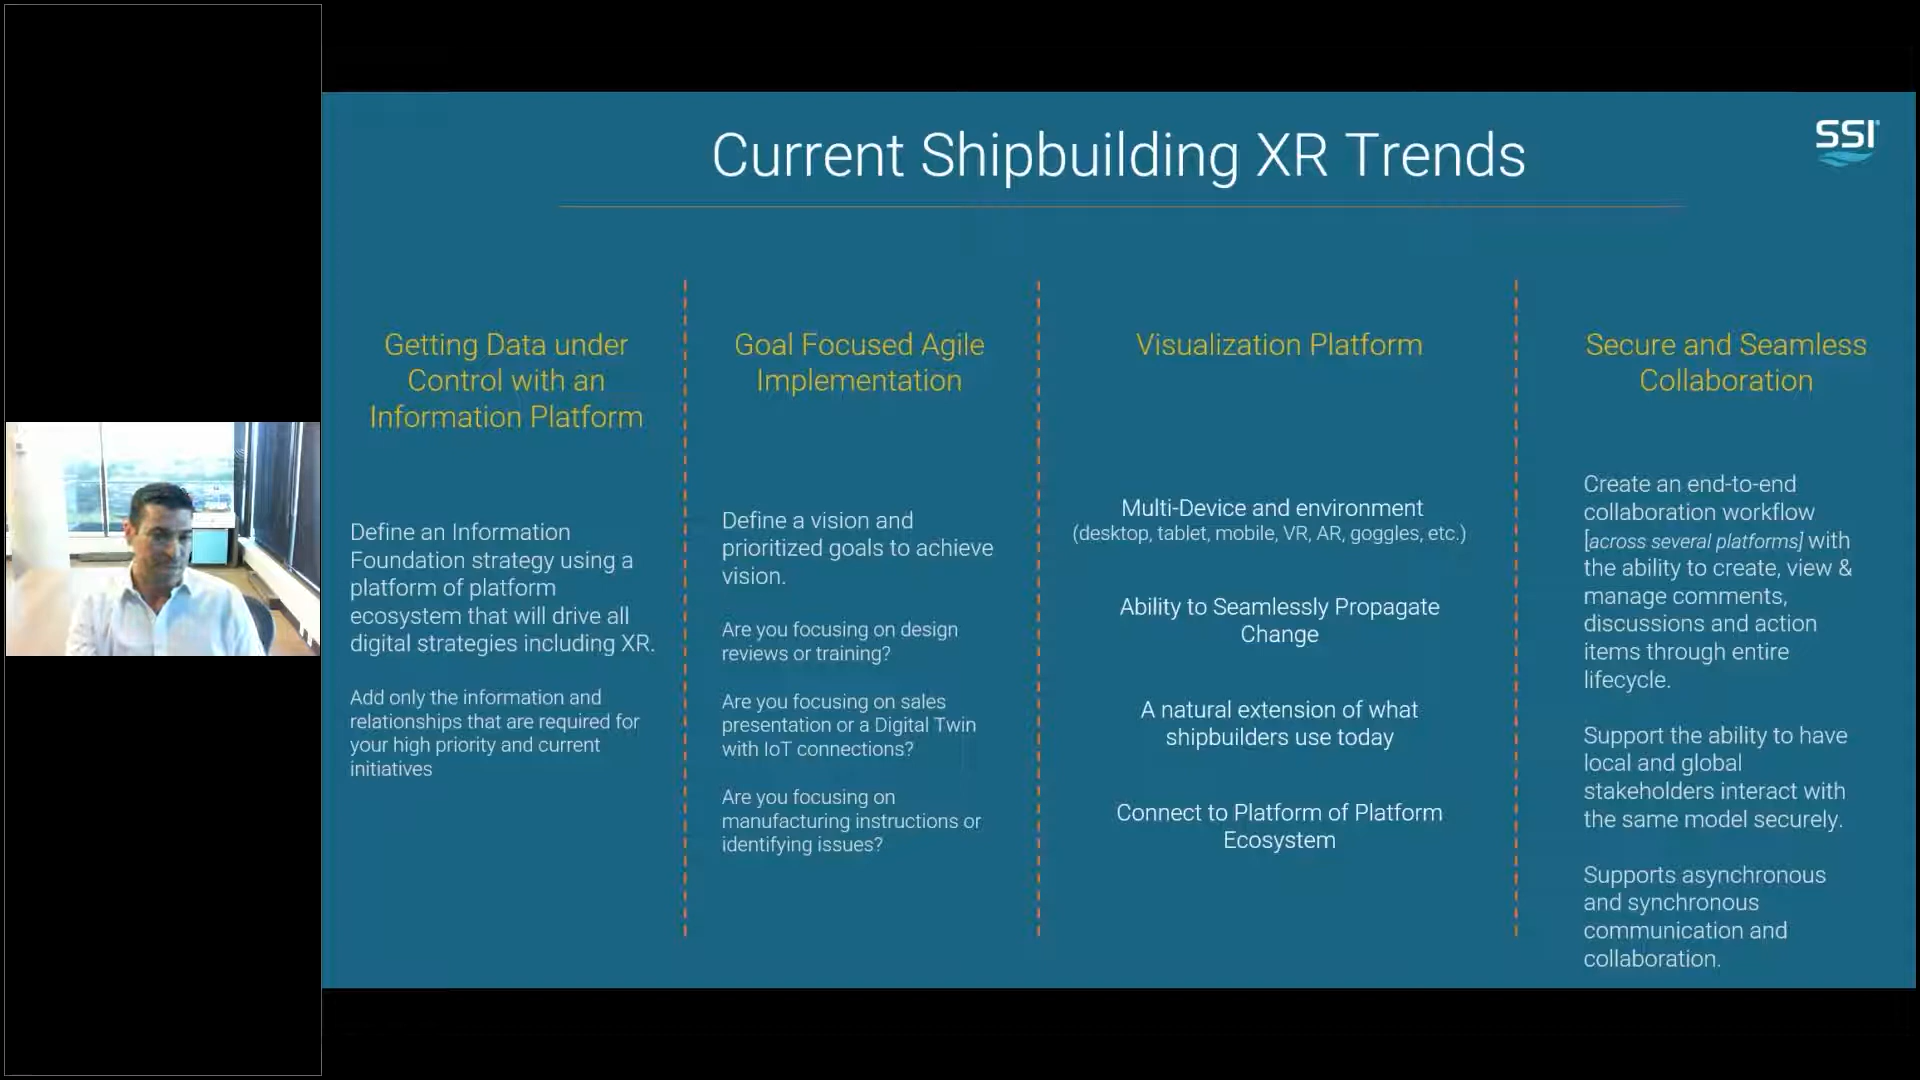 Current Shipbuilding XR Trends
SSI
Getting Data under
Control with an
Information Platform
Define an Information
Foundation strategy using a
platform of platform
ecosystem that will drive all
digital strategies including XR.
Add only the information and
relationships that are required for
your high priority and current
initiatives
Goal Focused Agile
Implementation
Define a vision and
prioritized goals to achieve
vision.
Are you focusing on design
reviews or training?
Are you focusing on sales
presentation or a Digital Twin
with IoT connections?
Are you focusing on
manufacturing instructions or
identifying issues?
Visualization Platform
Multi-Device and environment
(desktop, tablet, mobile, VR, AR, goggles, etc.)
Ability to Seamlessly Propagate
Change
A natural extension of what
shipbuilders use today
Connect to Platform of Platform
Ecosystem
Secure and Seamless
Collaboration
Create an end-to-end
collaboration workflow
[across several platforms] with
the ability to create, view &
manage comments,
discussions and action
items through entire
lifecycle.
Support the ability to have
local and global
stakeholders interact with
the same model securely.
Supports asynchronous
and synchronous
communication and
collaboration.